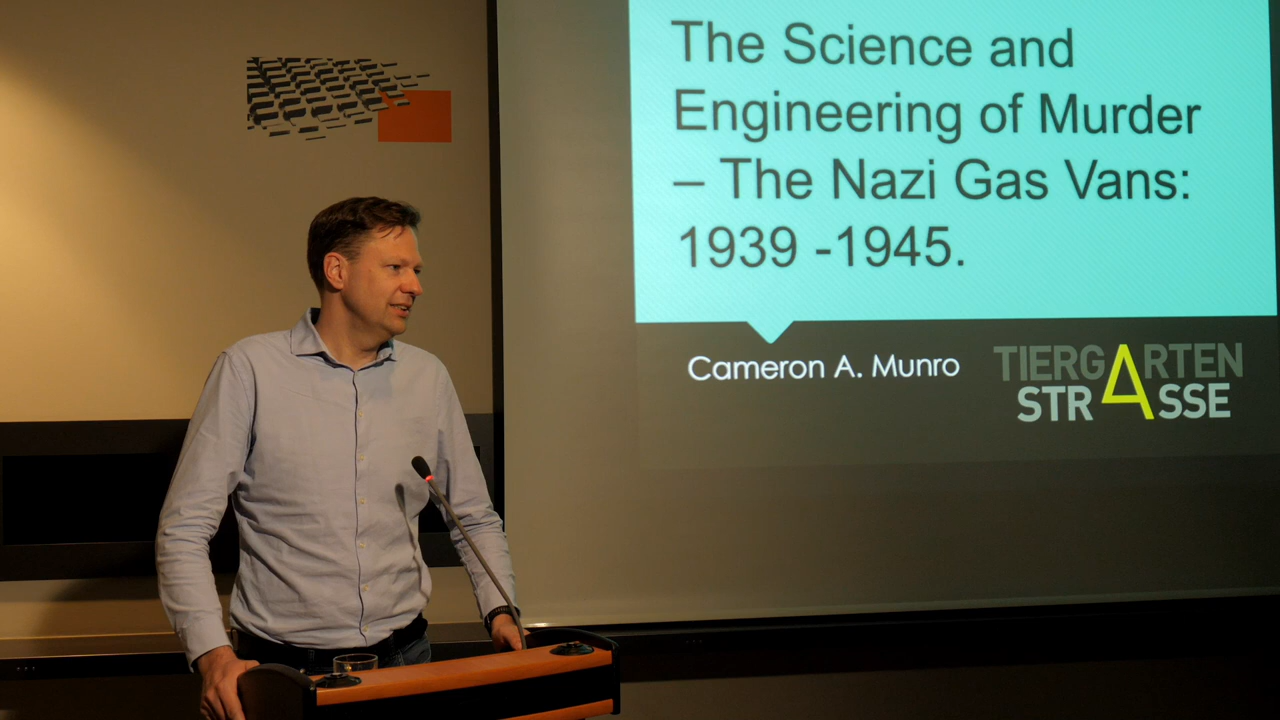 The Science and
Engineering of Murder
– The Nazi Gas Vans:
1939 -1945.
Cameron A. Munro
TIERGARTEN
STRASSE